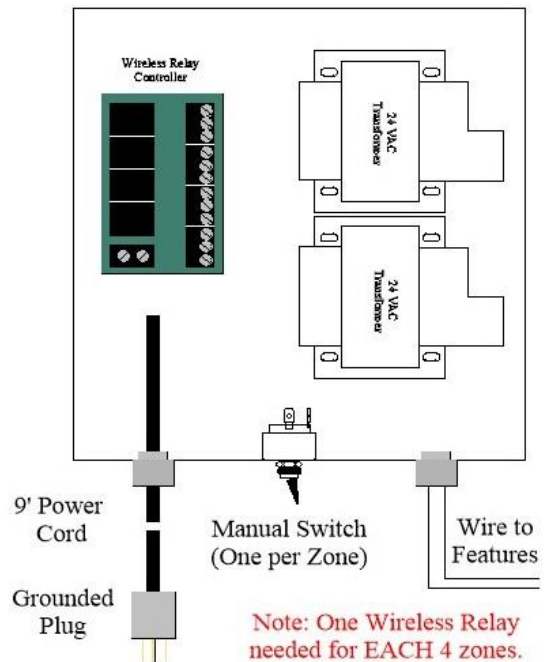 Wireless Relay
Controller
24 VAC
Transformer
24 VAC
Transformer
9' Power
Cord
Manual Switch
(One per Zone)
Wire to
Features
Grounded
Plug
Note: One Wireless Relay
needed for EACH 4 zones.